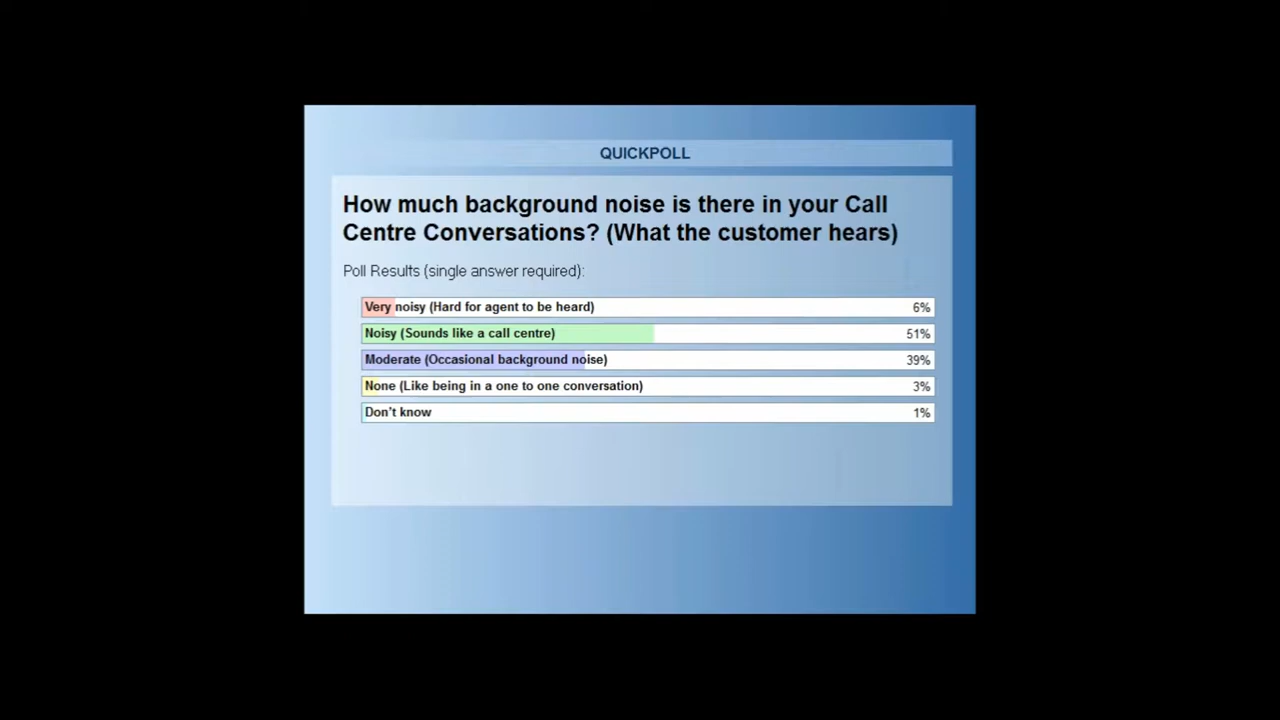 QUICKPOLL
How much background noise is there in your Call
Centre Conversations? (What the customer hears)
Poll Results (single answer required):
Very noisy (Hard for agent to be heard) 6%
Noisy (Sounds like a call centre) 51%
Moderate (Occasional background noise) 39%
None (Like being in a one to one conversation) 3%
Don't know 1%